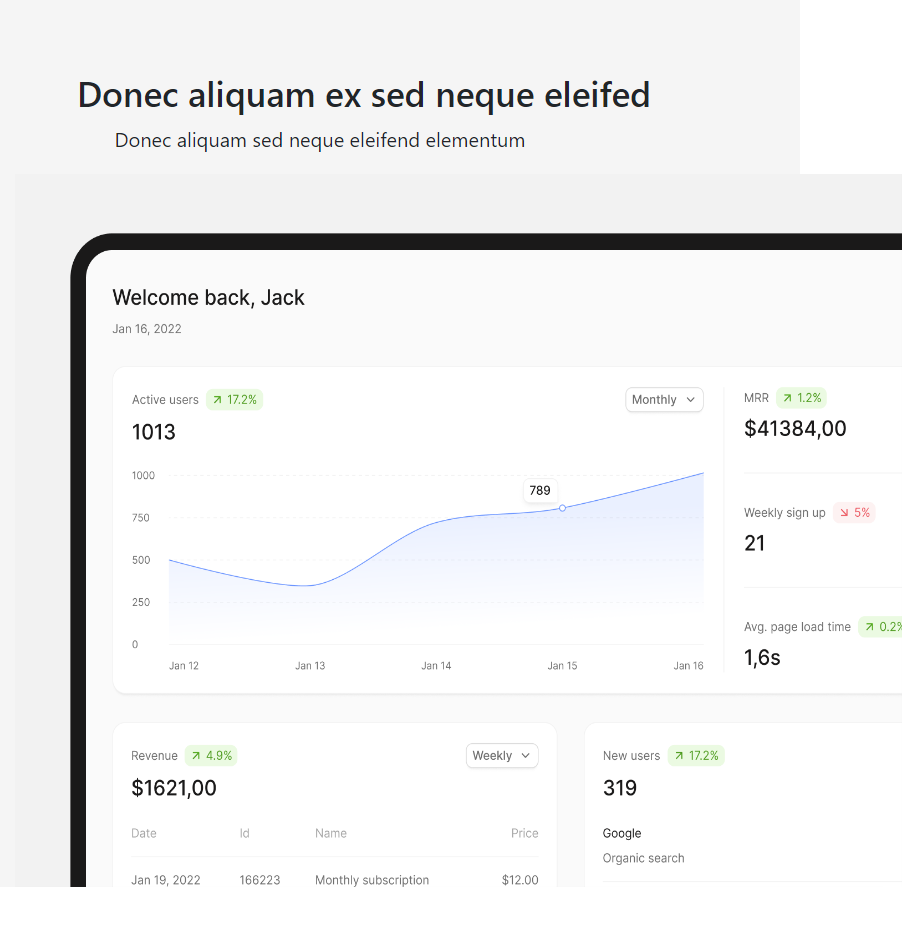 Donec aliquam ex sed neque eleifed
Donec aliquam sed neque eleifend elementum
Welcome back, Jack
Jan 16, 2022
Active users 17.2% Monthly
1013
1000
789
750
500
250
0
Jan 12 Jan 13 Jan 14 Jan 15 Jan 16
MRR 1.2%
$41384,00
Weekly sign up 5%
21
Avg. page load time 0.2%
1,6s
Revenue 4.9% Weekly
$1621,00
Date Id Name Price
Jan 19, 2022 166223 Monthly subscription $12.00
New users 17.2%
319
Google
Organic search